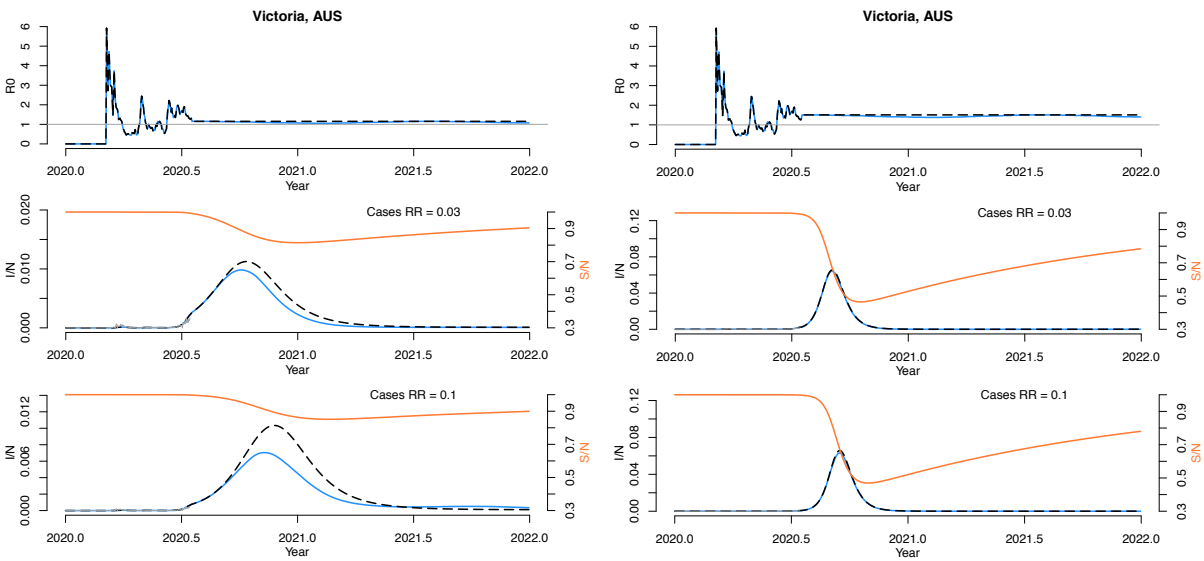 Victoria, AUS
R0
0 1 2 3 4 5 6
2020.0 2020.5 2021.0 2021.5 2022.0
Year
Cases RR = 0.03
I/N
0.000 0.010 0.020
S/N
0.3 0.5 0.7 0.9
2020.0 2020.5 2021.0 2021.5 2022.0
Year
Cases RR = 0.1
I/N
0.000 0.006 0.012
S/N
0.3 0.5 0.7 0.9
2020.0 2020.5 2021.0 2021.5 2022.0
Year
Victoria, AUS
R0
0 1 2 3 4 5 6
2020.0 2020.5 2021.0 2021.5 2022.0
Year
Cases RR = 0.03
I/N
0.00 0.04 0.08 0.12
S/N
0.3 0.5 0.7 0.9
2020.0 2020.5 2021.0 2021.5 2022.0
Year
Cases RR = 0.1
I/N
0.00 0.04 0.08 0.12
S/N
0.3 0.5 0.7 0.9
2020.0 2020.5 2021.0 2021.5 2022.0
Year